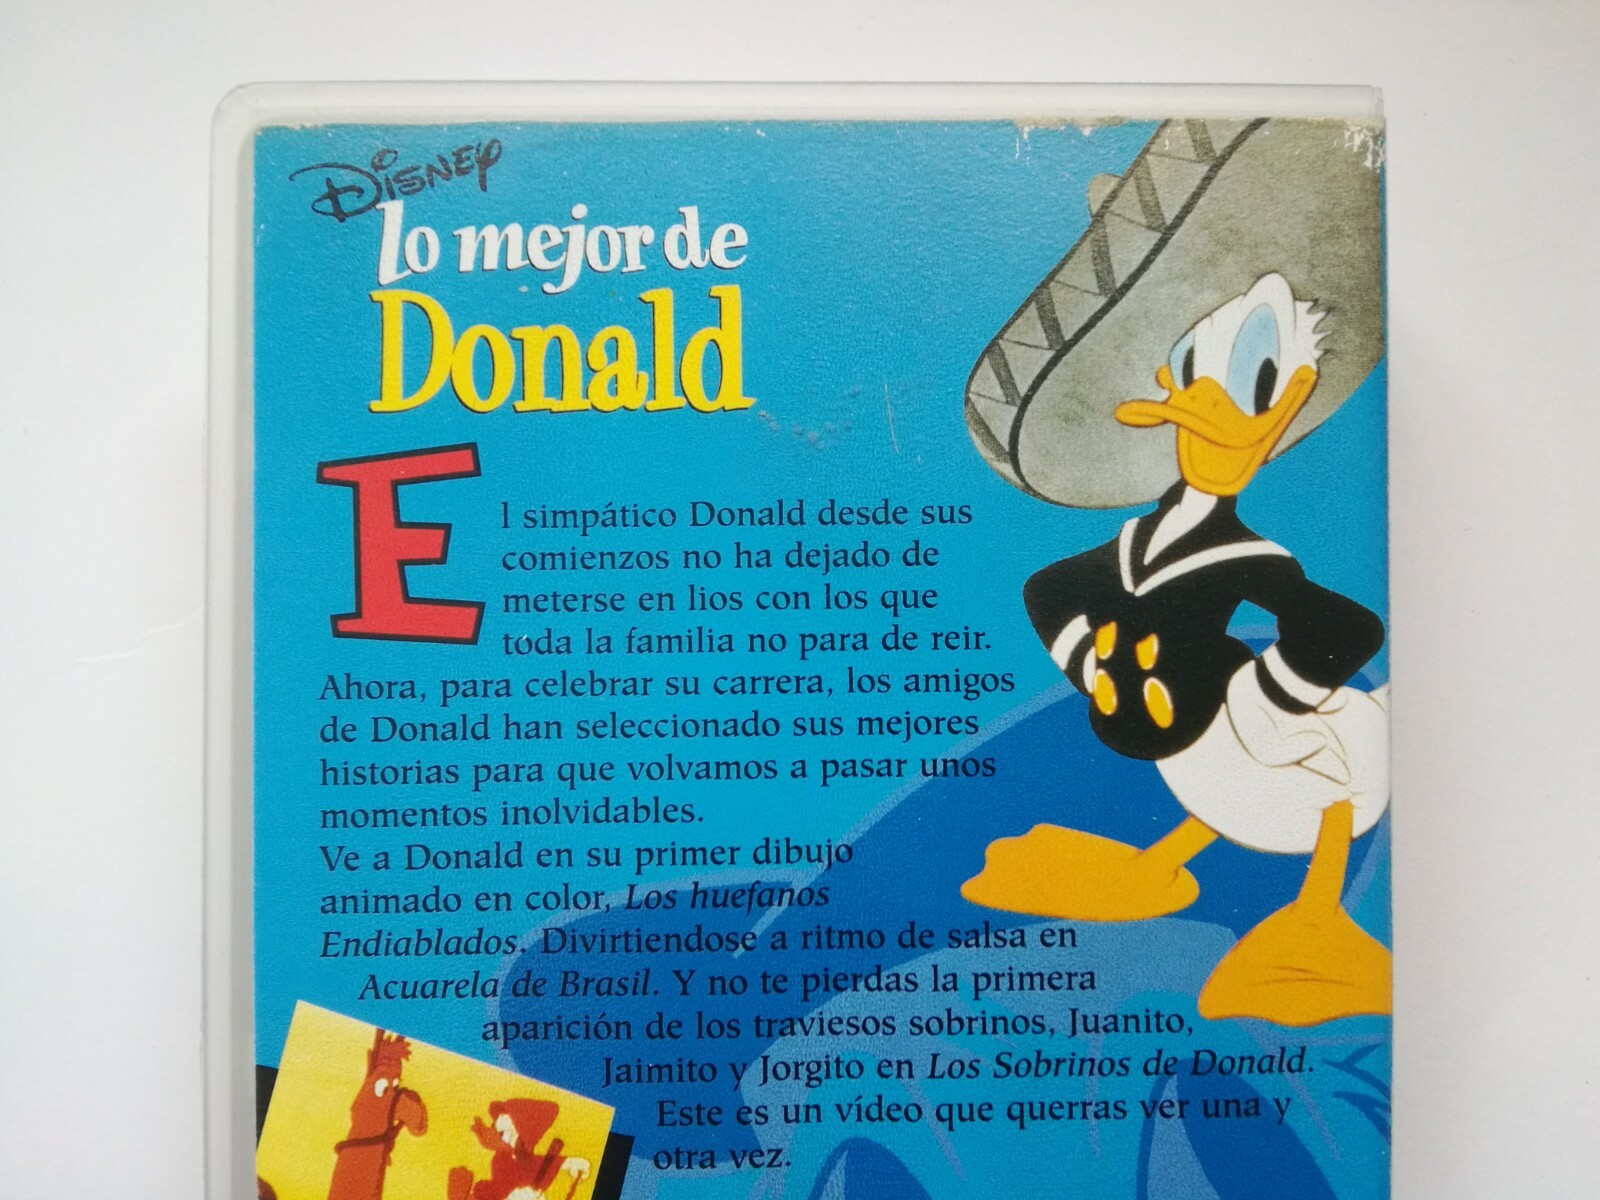 Disney
lo mejor de
Donald
El simpático Donald desde sus
comienzos no ha dejado de
meterse en lios con los que
toda la familia no para de reir.
Ahora, para celebrar su carrera, los amigos
de Donald han seleccionado sus mejores
historias para que volvamos a pasar unos
momentos inolvidables.
Ve a Donald en su primer dibujo
animado en color, Los huefanos
Endiablados. Divirtiendose a ritmo de salsa en
Acuarela de Brasil. Y no te pierdas la primera
aparición de los traviesos sobrinos, Juanito,
Jaimito y Jorgito en Los Sobrinos de Donald.
Este es un vídeo que querras ver una y
otra vez.